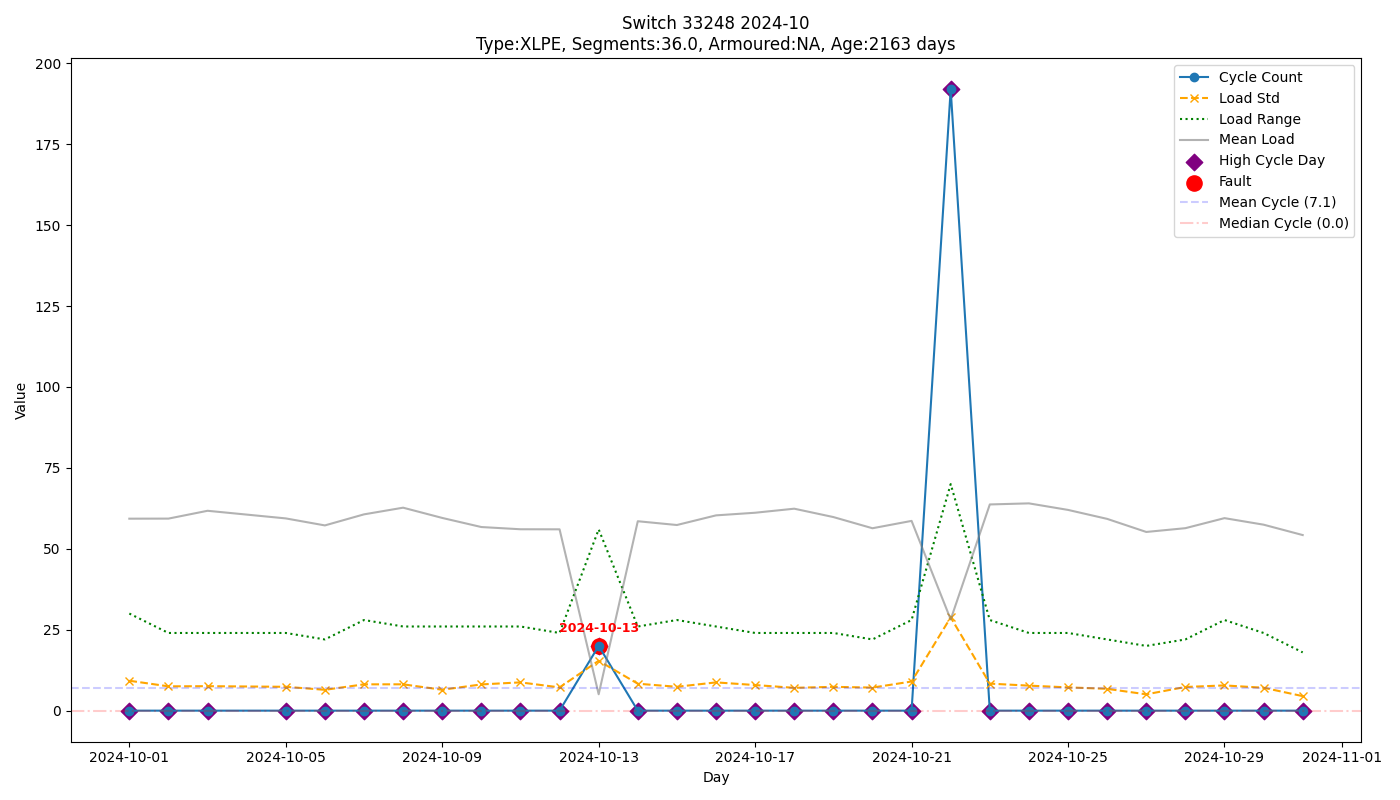 Switch 33248 2024-10
Type:XLPE, Segments:36.0, Armoured:NA, Age:2163 days
200
175
150
125
100
75
50
25
0
Value
Cycle Count
Load Std
Load Range
Mean Load
High Cycle Day
Fault
Mean Cycle (7.1)
Median Cycle (0.0)
2024-10-13
2024-10-01
2024-10-05
2024-10-09
2024-10-13
2024-10-17
2024-10-21
2024-10-25
2024-10-29
2024-11-01
Day